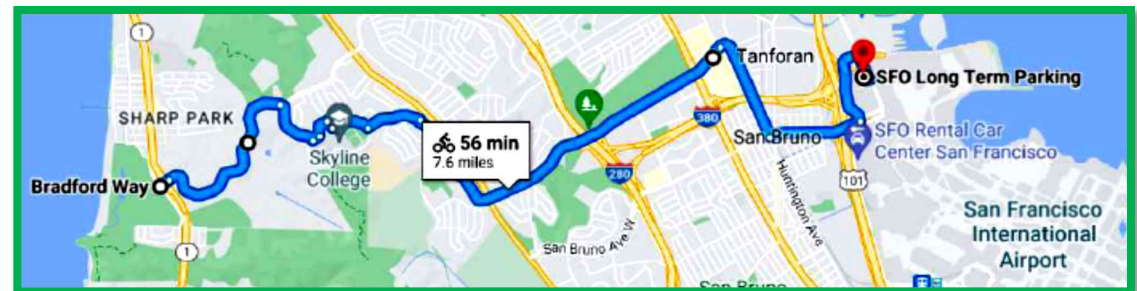 1
Tanforan
SFO Long Term Parking
SHARP PARK
380
San Bruno
SFO Rental Car
Center San Francisco
56 min
7.6 miles
Skyline
College
Bradford Way
280
101
Huntington Ave
San Francisco
International
Airport
San Bruno Ave W
1
San Bruno